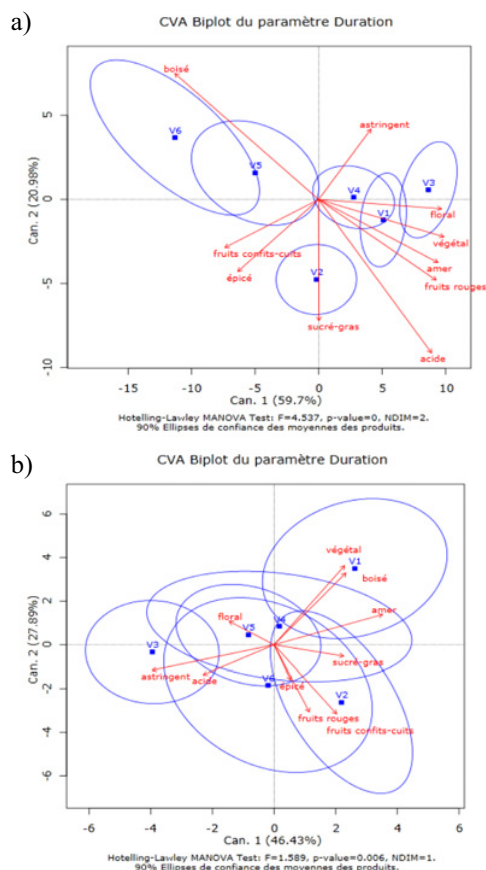 a)
CVA Biplot du paramètre Duration
boisé
V6
astringent
V5
V4
V3
floral
V1
végétal
fruits confits-cuits
amer
épicé
V2
fruits rouges
sucré-gras
acide
5
0
-5
-10
Can. 2 (20.98%)
-15
-10
-5
0
5
10
Can. 1 (59.7%)
Hotelling-Lawley MANOVA Test: F=4.537, p-value=0, NDIM=2.
90% Ellipses de confiance des moyennes des produits.
b)
CVA Biplot du paramètre Duration
végétal
V1
boisé
amer
floral
V4
V5
V3
sucré-gras
astringent
acide
V6
épicé
V2
fruits rouges
fruits confits-cuits
6
4
2
0
-2
-4
-6
Can. 2 (27.89%)
-6
-4
-2
0
2
4
6
Can. 1 (46.43%)
Hotelling-Lawley MANOVA Test: F=1.589, p-value=0.006, NDIM=1.
90% Ellipses de confiance des moyennes des produits.